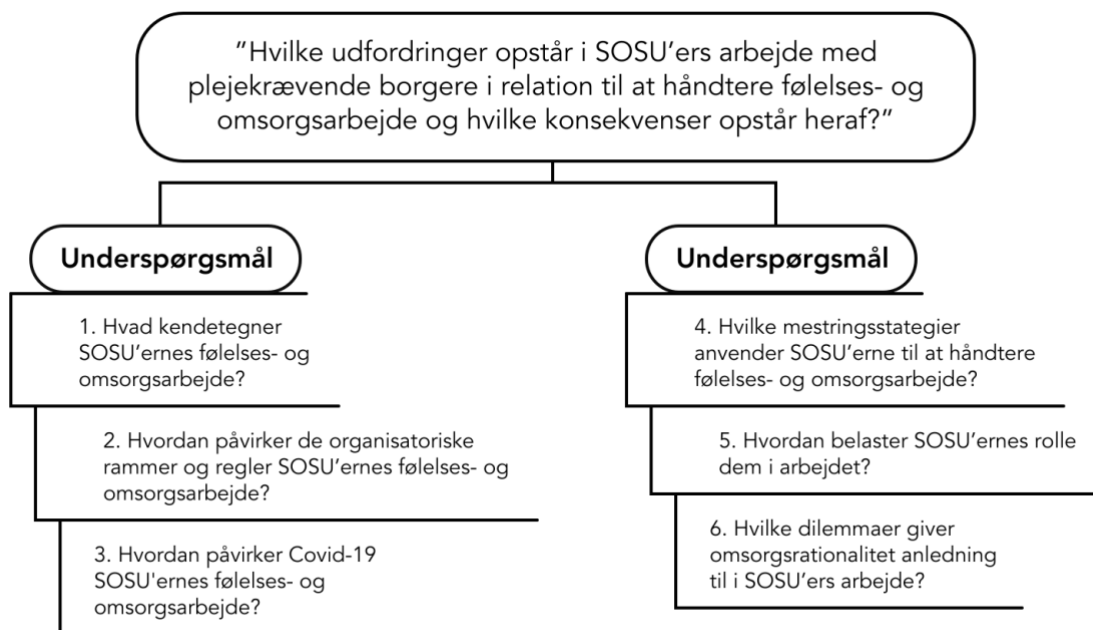 ”Hvilke udfordringer opstår i SOSU’ers arbejde med
plejekrævende borgere i relation til at håndtere følelses- og
omsorgsarbejde og hvilke konsekvenser opstår heraf?”
Underspørgsmål
1. Hvad kendetegner
SOSU’ernes følelses- og
omsorgsarbejde?
2. Hvordan påvirker de organisatoriske
rammer og regler SOSU’ernes følelses- og
omsorgsarbejde?
3. Hvordan påvirker Covid-19
SOSU'ernes følelses- og
omsorgsarbejde?
Underspørgsmål
4. Hvilke mestringsstategier
anvender SOSU’erne til at håndtere
følelses- og omsorgsarbejde?
5. Hvordan belaster SOSU’ernes rolle
dem i arbejdet?
6. Hvilke dilemmaer giver
omsorgsrationalitet anledning
til i SOSU’ers arbejde?